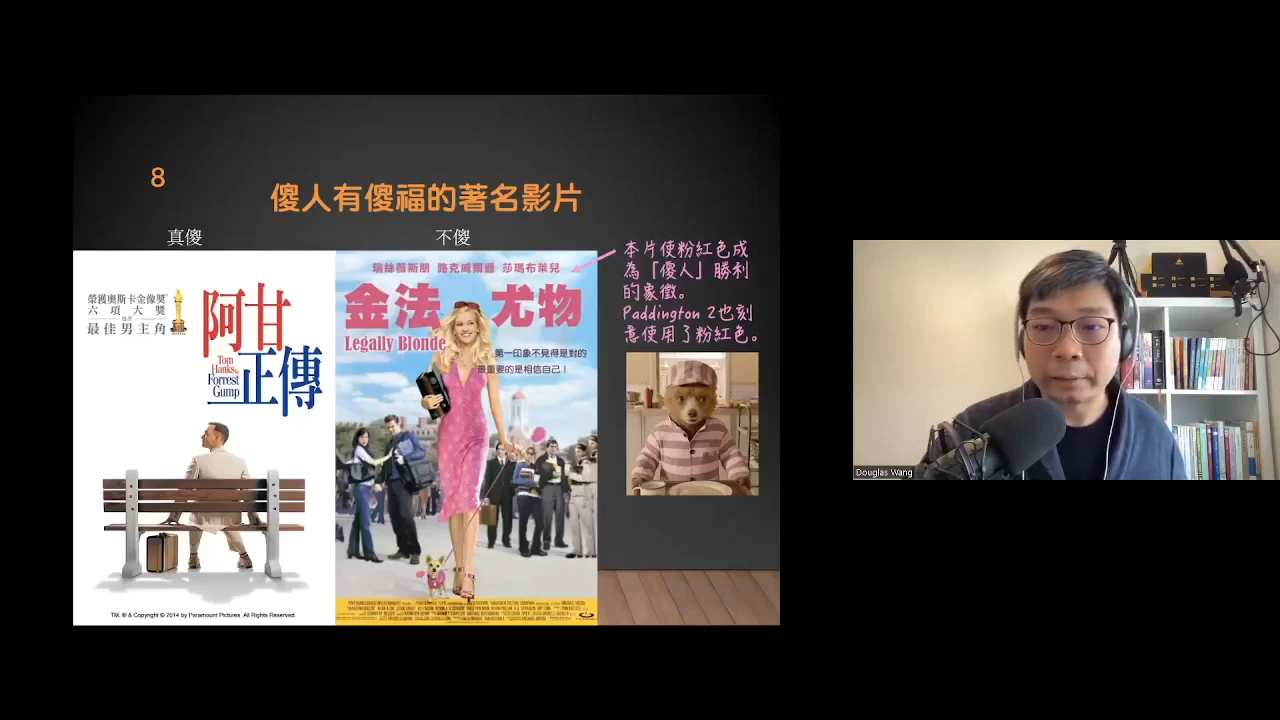 8
傻人有傻福的著名影片
真傻
不傻
榮獲奧斯卡金像獎
六項大獎
包含
最佳男主角
阿甘
正傳
Tom
Hanks
Forrest
Gump
TM, ® & Copyright © 2014 by Paramount Pictures. All Rights Reserved.
瑞絲薇斯朋 路克威爾遜 莎瑪布萊兒
金法尤物
Legally Blonde
第一印象不見得是對的
最重要的是相信自己！
本片使粉紅色成
為「傻人」勝利
的象徵。
Paddington 2也刻
意使用了粉紅色。
Douglas Wang